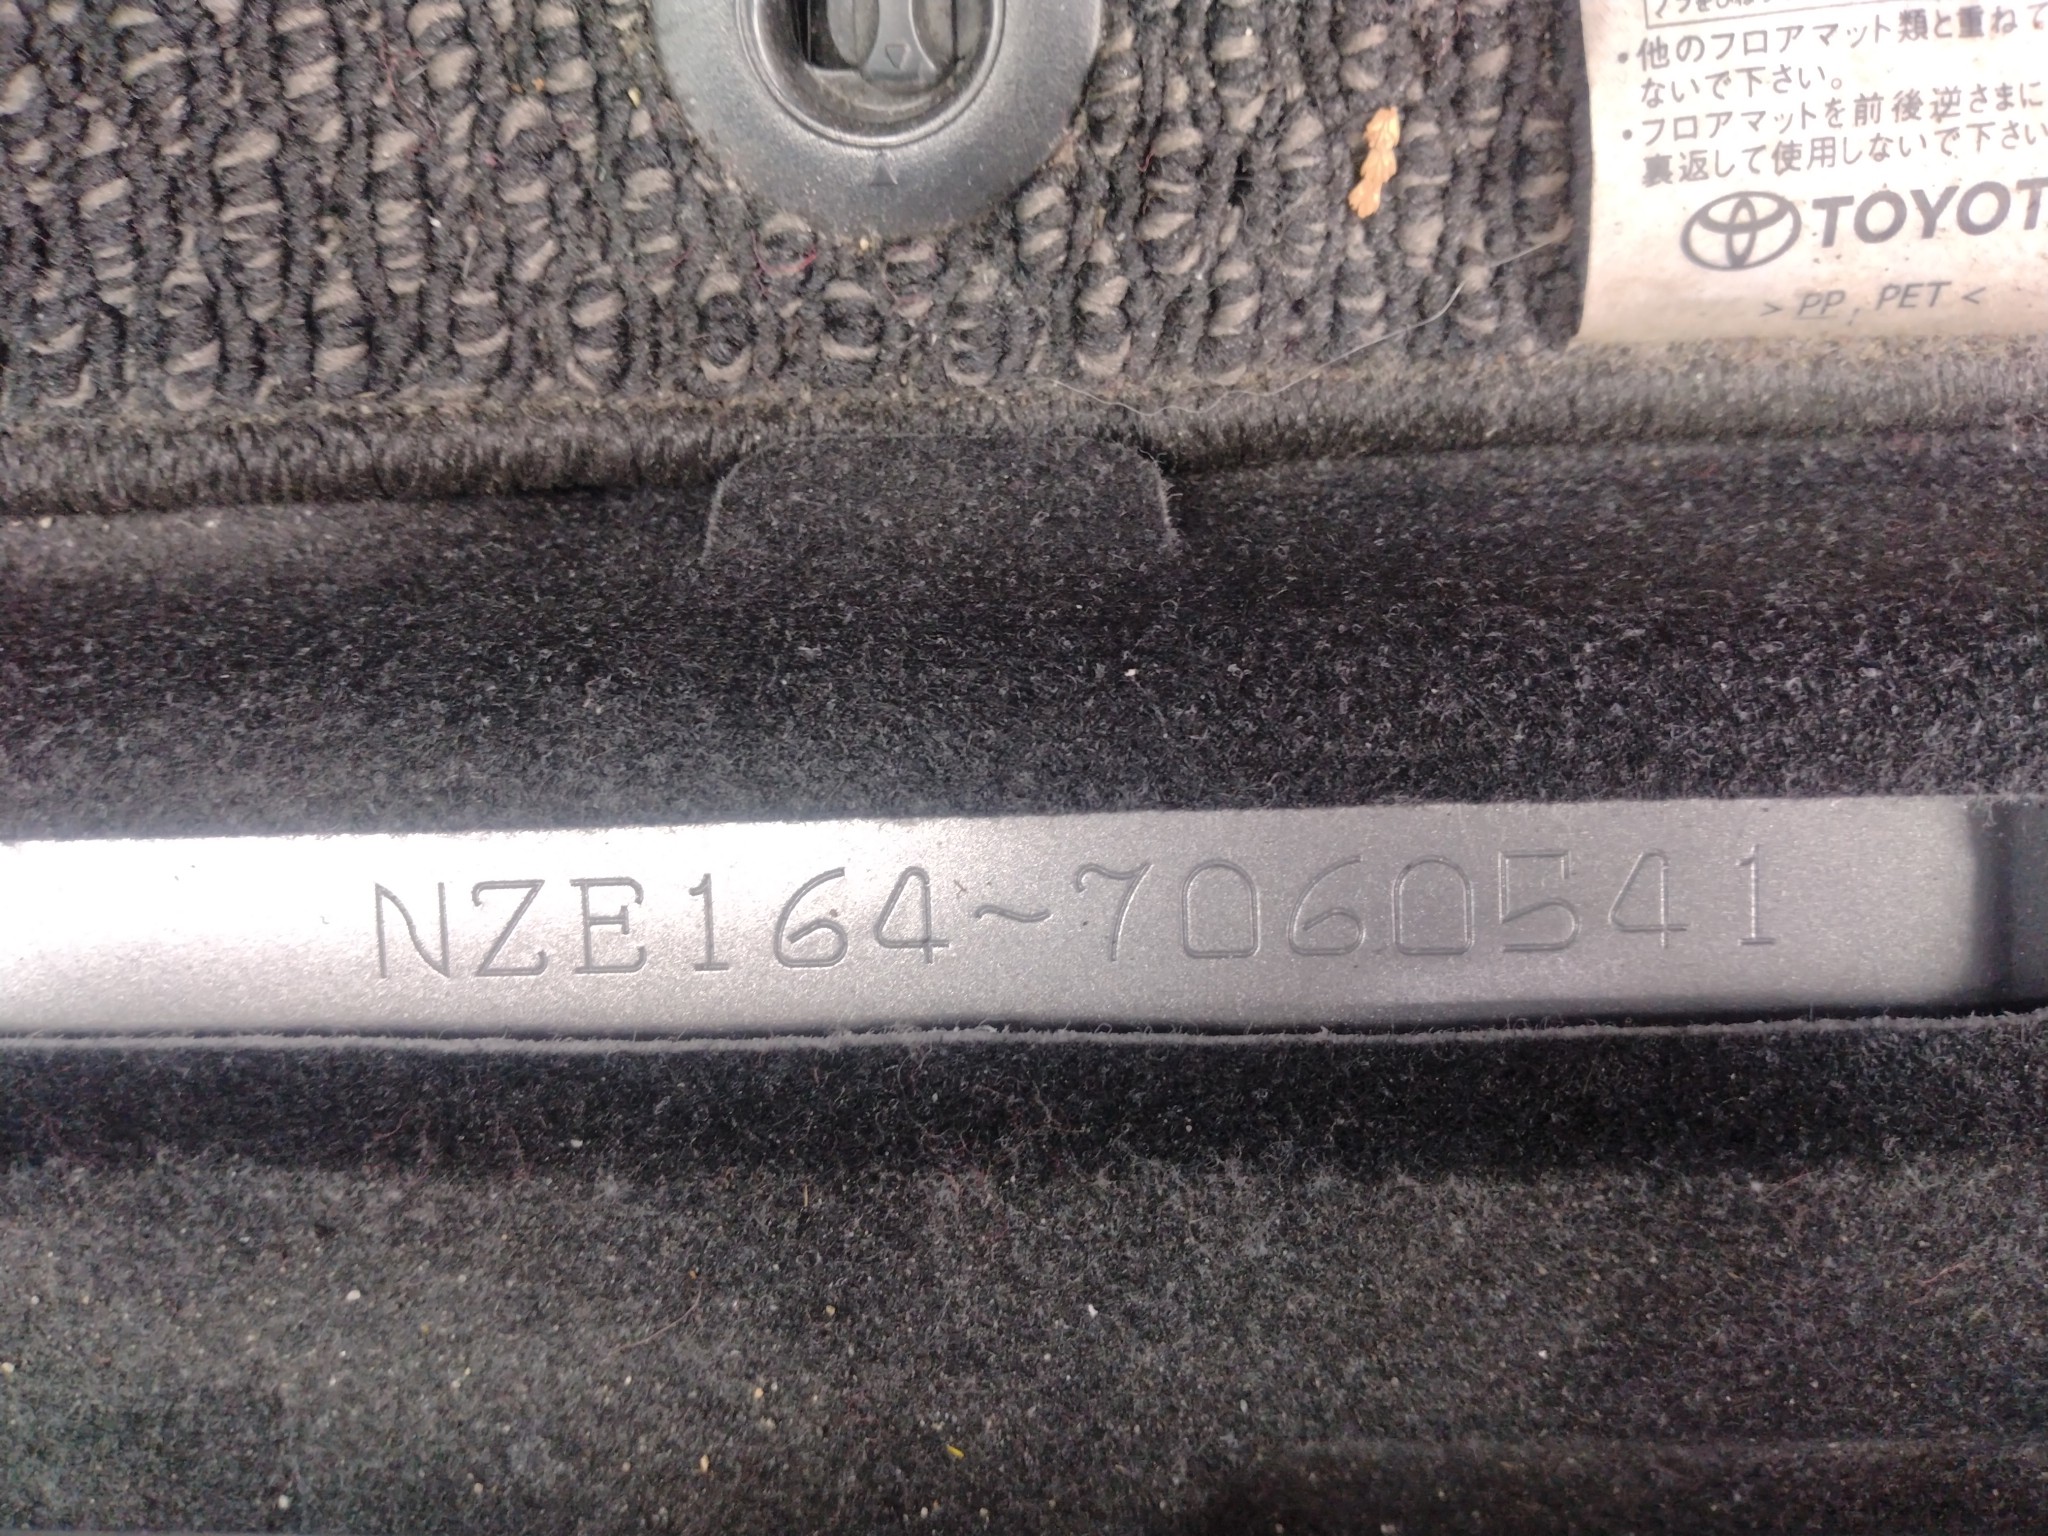 ・他のフロアマット類と重ねて
ないで下さい。
・フロアマットを前後逆さまに
裏返して使用しないで下さい
TOYOT
> PP, PET <
NZE164~7060541